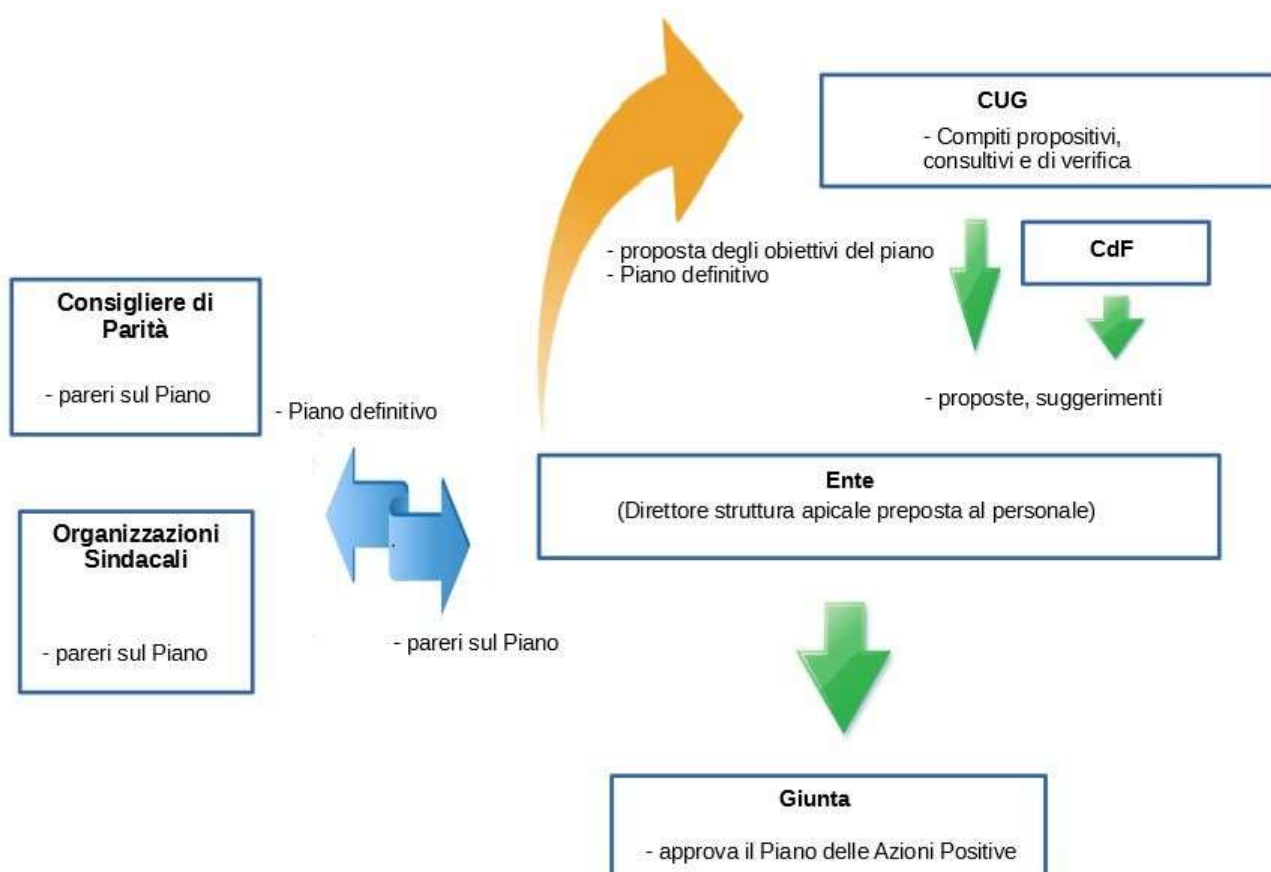 CUG
- Compiti propositivi,
consultivi e di verifica
- proposta degli obiettivi del piano
- Piano definitivo
CdF
Consigliere di
Parità
- pareri sul Piano
- Piano definitivo
- proposte, suggerimenti
Ente
(Direttore struttura apicale preposta al personale)
Organizzazioni
Sindacali
- pareri sul Piano
- pareri sul Piano
Giunta
- approva il Piano delle Azioni Positive